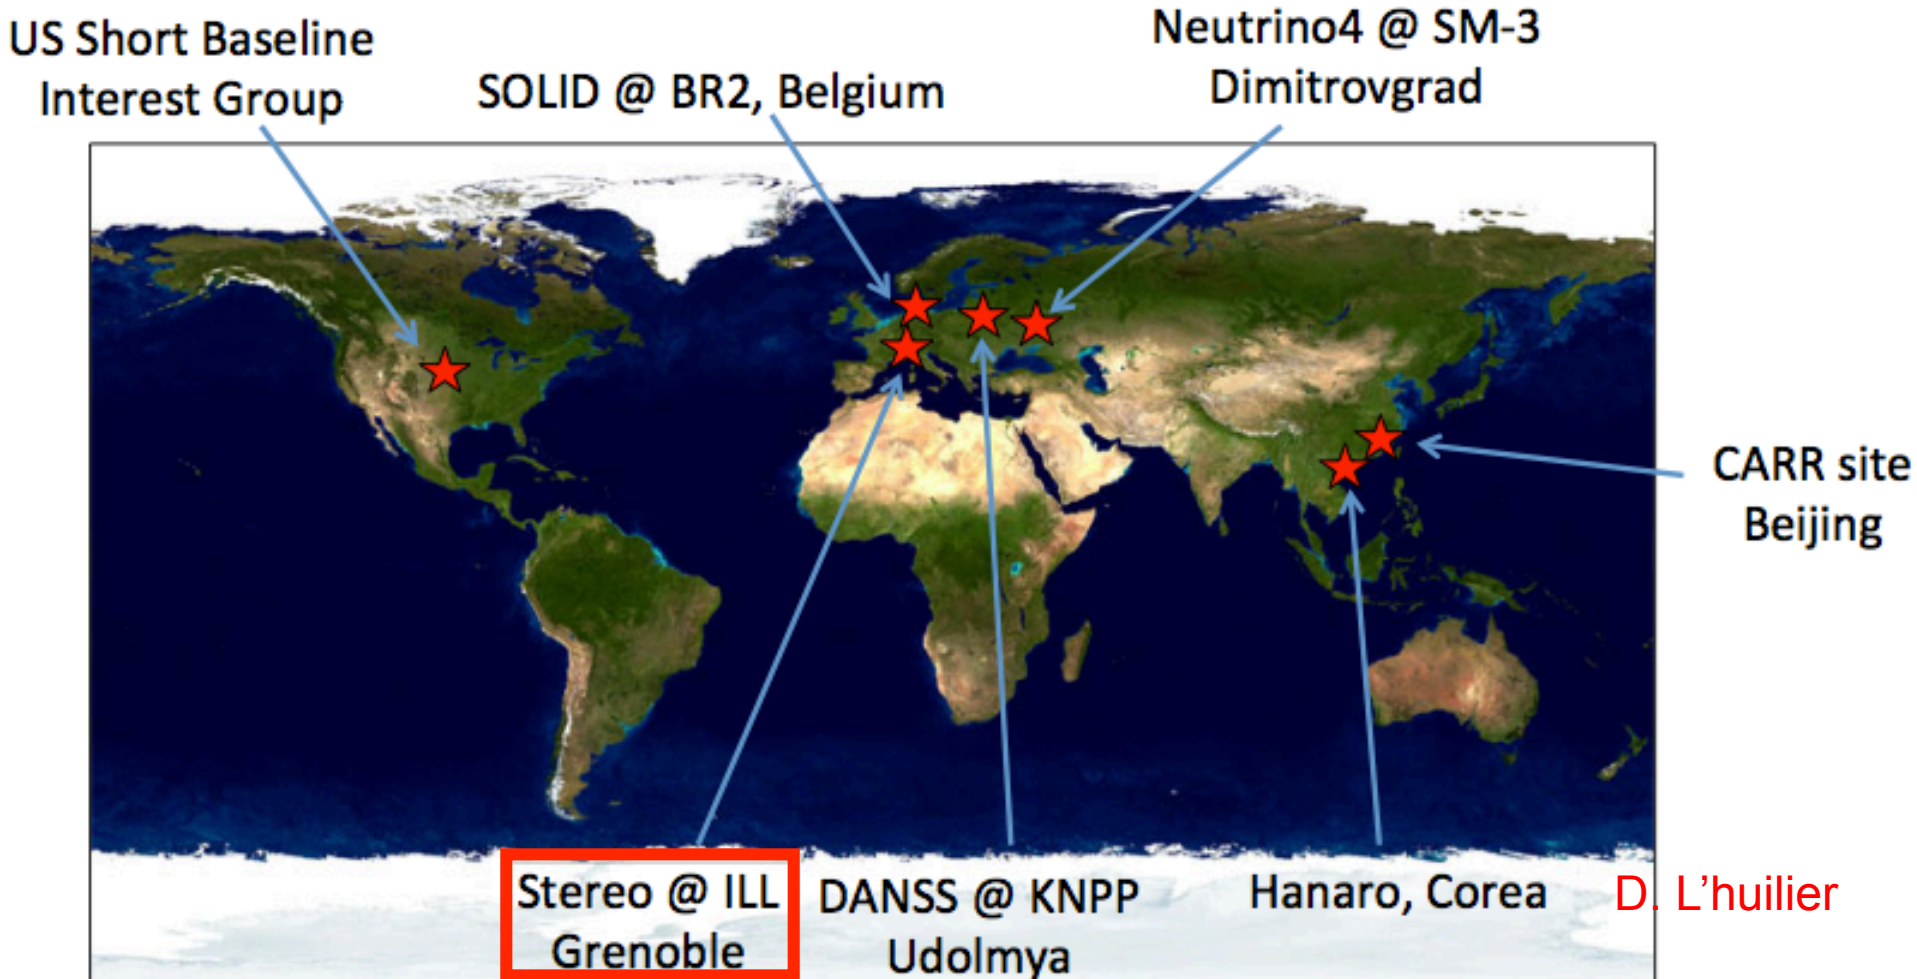 US Short Baseline
Interest Group
SOLID @ BR2, Belgium
Neutrino4 @ SM-3
Dimitrovgrad
CARR site
Beijing
Stereo @ ILL
Grenoble
DANSS @ KNPP
Udolmya
Hanaro, Corea
D. L'huilier